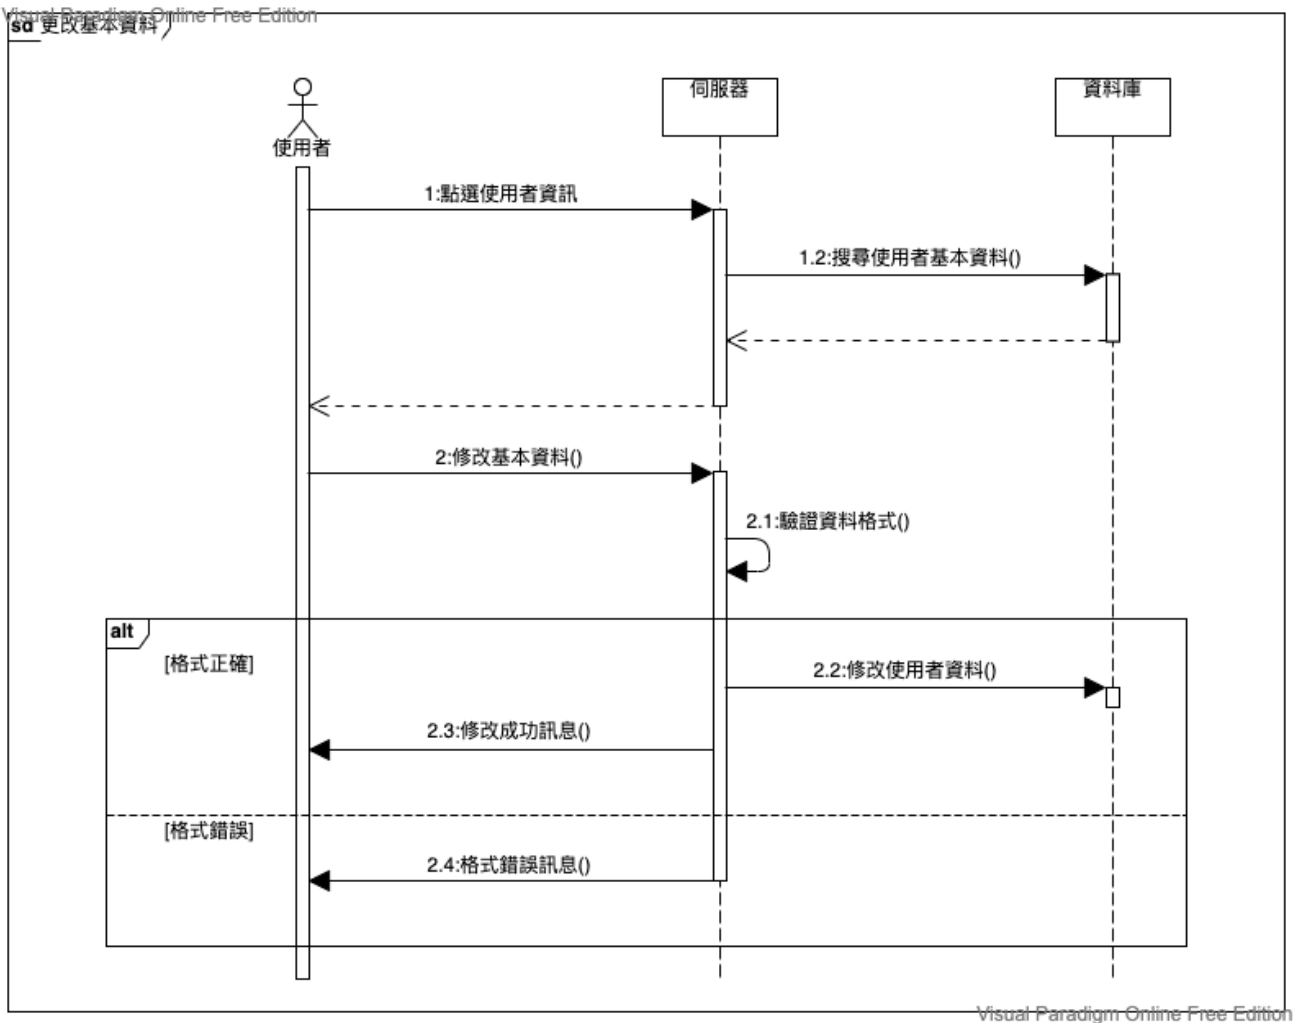 Visual Paradigm Online Free Edition
sd 更改基本資料
使用者
伺服器
資料庫
1:點選使用者資訊
1.2:搜尋使用者基本資料()
2:修改基本資料()
2.1:驗證資料格式()
alt
[格式正確]
2.2:修改使用者資料()
2.3:修改成功訊息()
[格式錯誤]
2.4:格式錯誤訊息()
Visual Paradigm Online Free Edition